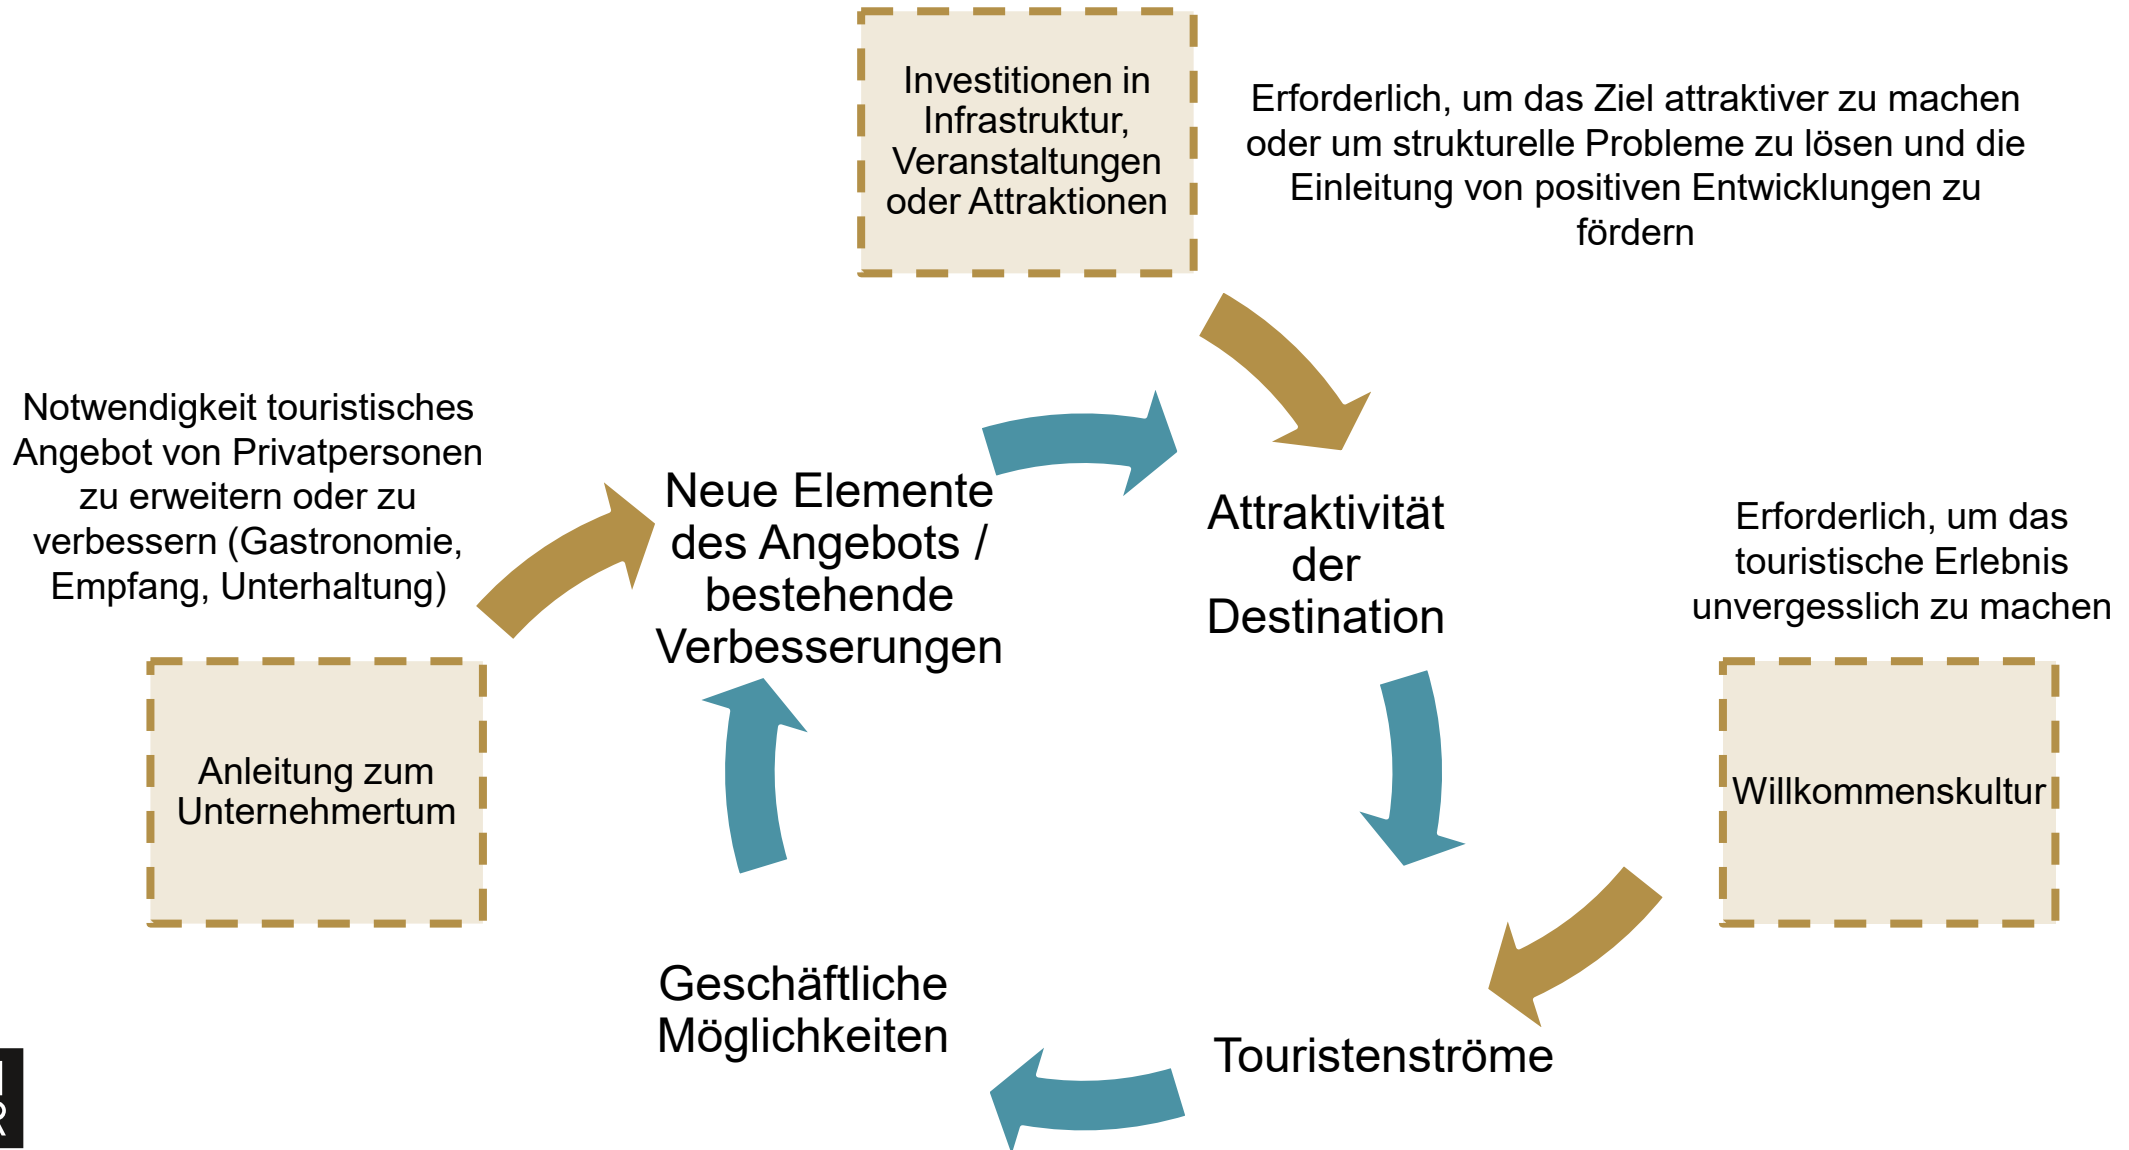 Investitionen in
Infrastruktur,
Veranstaltungen
oder Attraktionen
Erforderlich, um das Ziel attraktiver zu machen
oder um strukturelle Probleme zu lösen und die
Einleitung von positiven Entwicklungen zu
fördern
Notwendigkeit touristisches
Angebot von Privatpersonen
zu erweitern oder zu
verbessern (Gastronomie,
Empfang, Unterhaltung)
Neue Elemente
des Angebots /
bestehende
Verbesserungen
Attraktivität
der
Destination
Erforderlich, um das
touristische Erlebnis
unvergesslich zu machen
Anleitung zum
Unternehmertum
Willkommenskultur
Geschäftliche
Möglichkeiten
Touristenströme